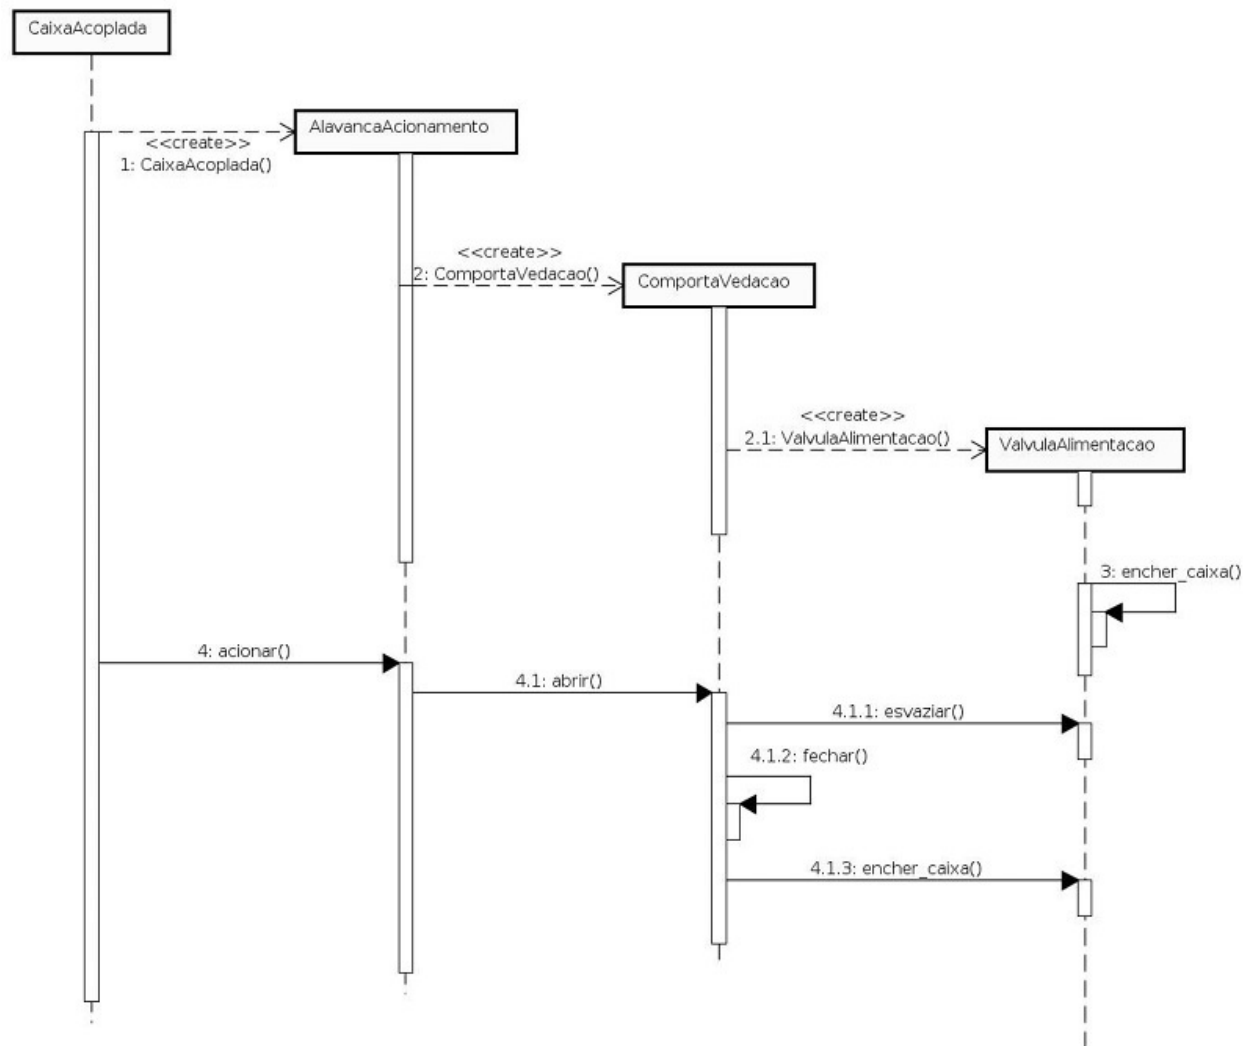 CaixaAcoplada
AlavancaAcionamento
<<create>>
1: CaixaAcoplada()
<<create>>
2: ComportaVedacao()
ComportaVedacao
<<create>>
2.1: ValvulaAlimentacao()
ValvulaAlimentacao
3: encher_caixa()
4: acionar()
4.1: abrir()
4.1.1: esvaziar()
4.1.2: fechar()
4.1.3: encher_caixa()